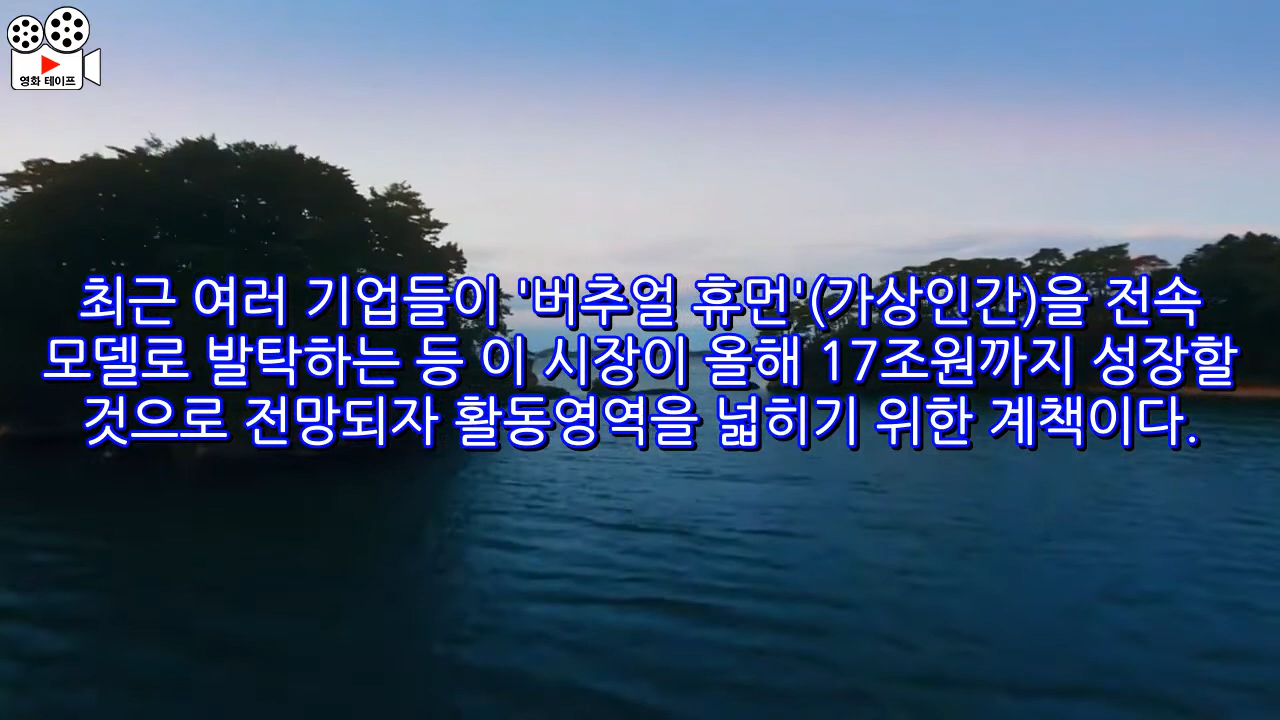 영화 테이프
최근 여러 기업들이 '버추얼 휴먼'(가상인간)을 전속
모델로 발탁하는 등 이 시장이 올해 17조원까지 성장할
것으로 전망되자 활동영역을 넓히기 위한 계책이다.